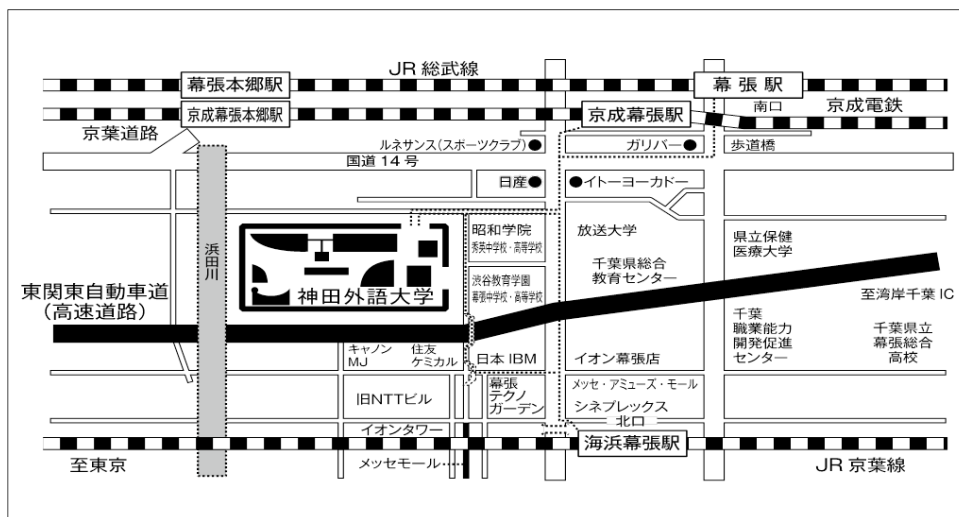 JR 総武線
幕張本郷駅
幕 張 駅
京成幕張本郷駅
京成幕張駅
南口
京成電鉄
京葉道路
ルネサンス(スポーツクラブ)
ガリバー
歩道橋
国道 14 号
日産
イトーヨーカドー
浜田川
昭和学院
秀英中学校・高等学校
放送大学
県立保健
医療大学
千葉県総合
教育センター
渋谷教育学園
幕張中学校・高等学校
神田外語大学
東関東自動車道
(高速道路)
至湾岸千葉 IC
千葉
職業能力
開発促進
センター
千葉県立
幕張総合
高校
キャノン
MJ
住友
ケミカル
日本 IBM
イオン幕張店
旧NTTビル
幕張
テクノ
ガーデン
メッセ・アミューズ・モール
シネプレックス
北口
イオンタワー
海浜幕張駅
至東京
メッセモール
JR 京葉線